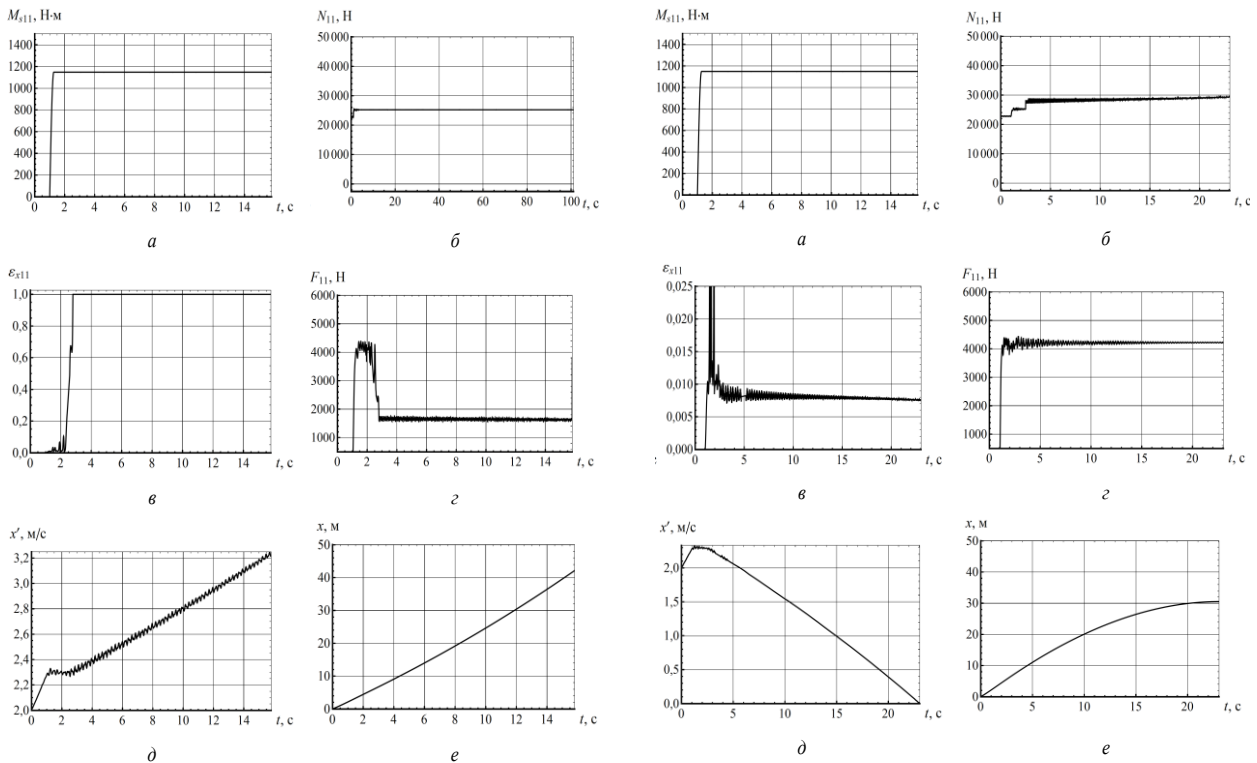 M_s11, Н·м
1400
1200
1000
800
600
400
200
0
0 2 4 6 8 10 12 14 t, с
а
N_11, Н
50 000
40 000
30 000
20 000
10 000
0
0 20 40 60 80 100 t, с
б
M_s11, Н·м
1400
1200
1000
800
600
400
200
0
0 2 4 6 8 10 12 14 t, с
а
N_11, Н
50 000
40 000
30 000
20 000
10 000
0
0 5 10 15 20 t, с
б
ε_x11
1,0
0,8
0,6
0,4
0,2
0,0
0 2 4 6 8 10 12 14 t, с
в
F_11, Н
6000
5000
4000
3000
2000
1000
0 2 4 6 8 10 12 14 t, с
г
ε_x11
0,025
0,020
0,015
0,010
0,005
0,000
0 5 10 15 20 t, с
в
F_11, Н
6000
5000
4000
3000
2000
1000
0 5 10 15 20 t, с
г
x′, м/с
3,2
3,0
2,8
2,6
2,4
2,2
2,0
0 2 4 6 8 10 12 14 t, с
д
x, м
50
40
30
20
10
0
0 2 4 6 8 10 12 14 t, с
е
x′, м/с
2,0
1,5
1,0
0,5
0,0
0 5 10 15 20 t, с
д
x, м
50
40
30
20
10
0
0 5 10 15 20 t, с
е